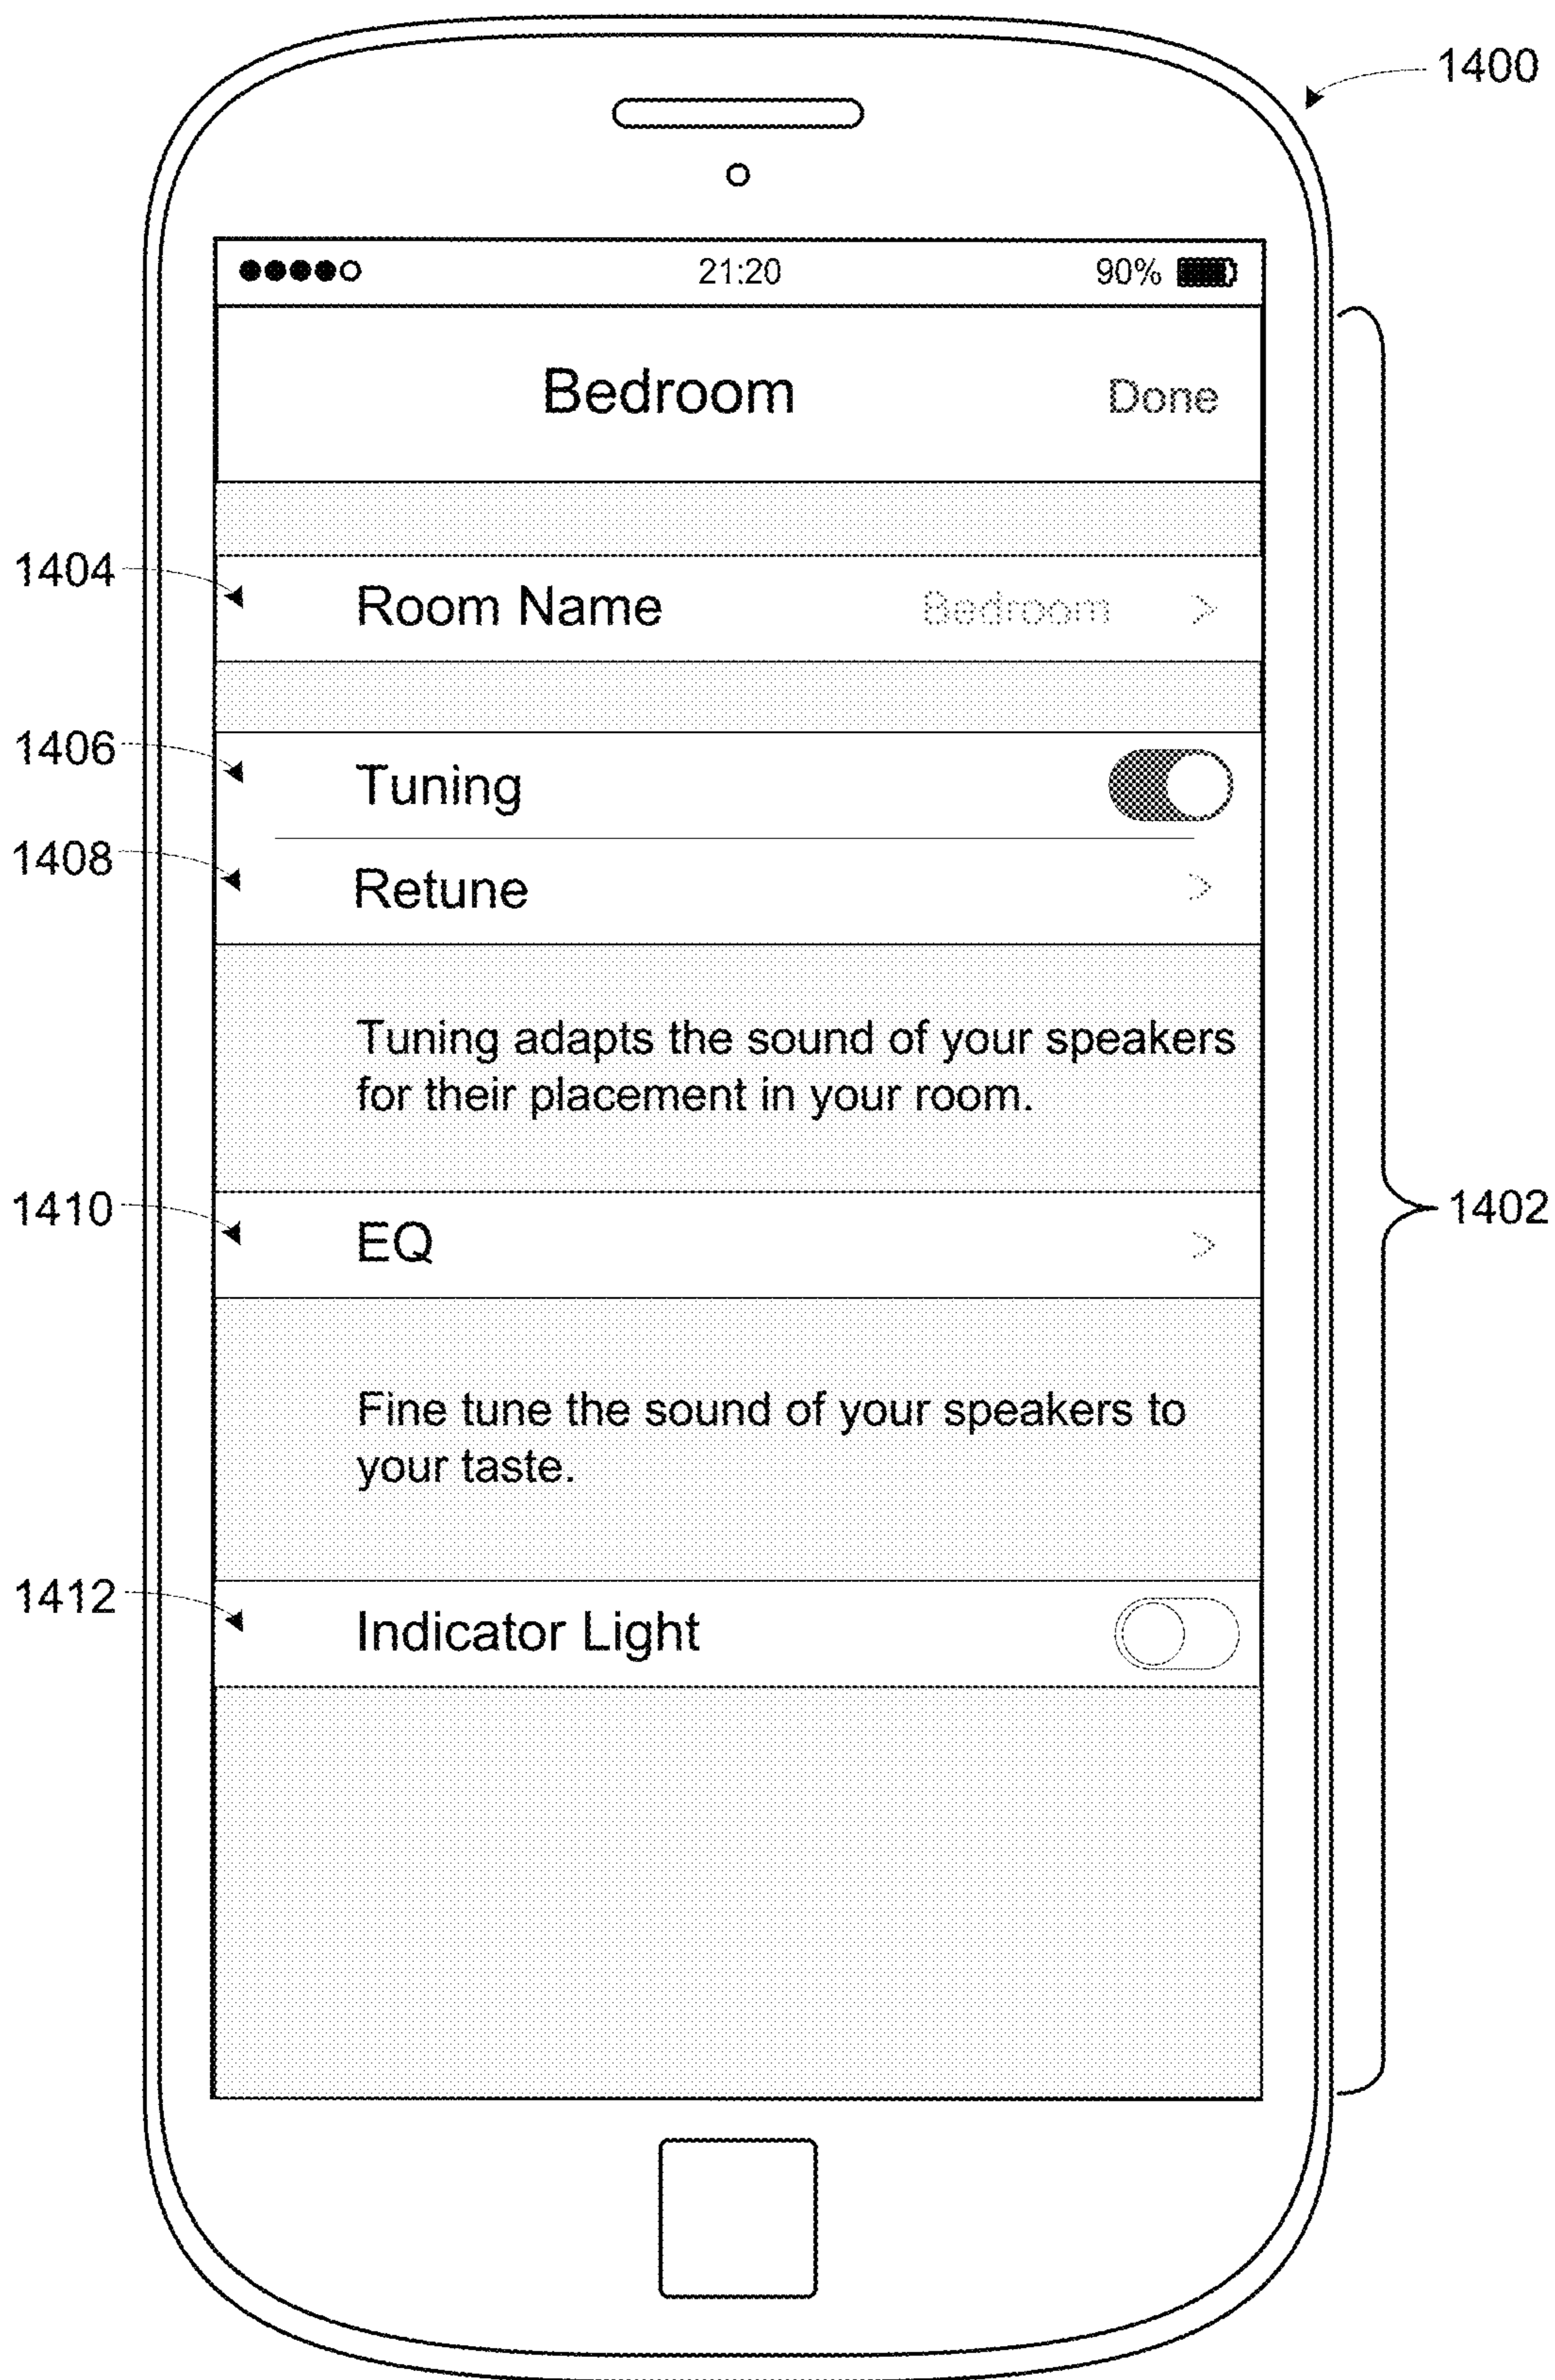 1400
21:20 90%
Bedroom Done
1404
Room Name Bedroom >
1406
Tuning
1408
Retune >
Tuning adapts the sound of your speakers
for their placement in your room.
1410
EQ >
1402
Fine tune the sound of your speakers to
your taste.
1412
Indicator Light